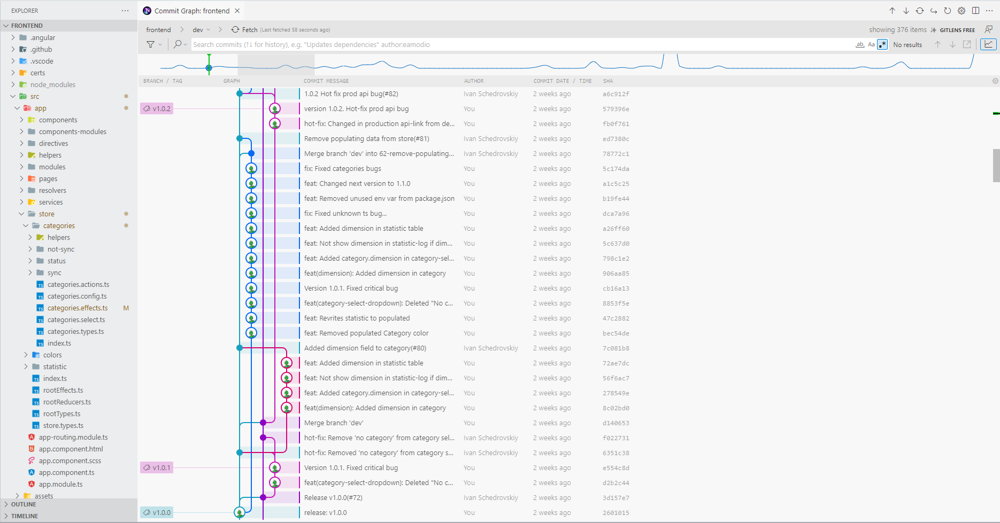 EXPLORER
FRONTEND
.angular
.github
.vscode
certs
node_modules
src
app
components
components-modules
directives
helpers
modules
pages
resolvers
services
store
categories
helpers
not-sync
status
sync
categories.actions.ts
categories.config.ts
categories.effects.ts M
categories.select.ts
categories.types.ts
index.ts
colors
statistic
index.ts
rootEffects.ts
rootReducers.ts
rootTypes.ts
store.types.ts
app-routing.module.ts
app.component.html
app.component.scss
app.component.ts
app.module.ts
assets
OUTLINE
TIMELINE
Commit Graph: frontend
frontend dev Fetch (Last fetched 58 seconds ago) showing 376 items GITLENS FREE
Search commits (↑↓ for history), e.g. "Updates dependencies" author:eamodio ab Aa .* No results
BRANCH / TAG GRAPH COMMIT MESSAGE AUTHOR COMMIT DATE / TIME SHA
1.0.2 Hot fix prod api bug(#82) Ivan Schedrovskiy 2 weeks ago a6c912f
v1.0.2 version 1.0.2. Hot-fix prod api bug You 2 weeks ago 579396e
hot-fix: Changed in production api-link from de... You 2 weeks ago fb0f761
Remove populating data from store(#81) Ivan Schedrovskiy 2 weeks ago ed7380c
Merge branch 'dev' into 62-remove-populating... Ivan Schedrovskiy 2 weeks ago 78772c1
fix: Fixed categories bugs You 2 weeks ago 5c174da
feat: Changed next version to 1.1.0 You 2 weeks ago a1c5c25
feat: Removed unused env var from package.json You 2 weeks ago b19fe44
fix: Fixed unknown ts bug... You 2 weeks ago dca7a96
feat: Added dimension in statistic table You 2 weeks ago a26ff60
feat: Not show dimension in statistic-log if dim... You 2 weeks ago 5c637d0
feat: Added category.dimension in category-sel... You 2 weeks ago 798c1e2
feat(dimension): Added dimension in category You 2 weeks ago 906aa85
Version 1.0.1. Fixed critical bug You 2 weeks ago cb16a13
feat(category-select-dropdown): Deleted "No c... You 2 weeks ago 8853f5e
feat: Revrites statistic to populated You 2 weeks ago 47c2882
feat: Removed populated Category color You 2 weeks ago bec54de
Added dimension field to category(#80) Ivan Schedrovskiy 2 weeks ago 7c081b8
feat: Added dimension in statistic table You 2 weeks ago 72ae7dc
feat: Not show dimension in statistic-log if dim... You 2 weeks ago 56f6ac7
feat: Added category.dimension in category-sel... You 2 weeks ago 278549e
feat(dimension): Added dimension in category You 2 weeks ago 8c02bd0
Merge branch 'dev' You 2 weeks ago d140653
hot-fix: Remove 'no category' from category sel... Ivan Schedrovskiy 2 weeks ago f022731
hot-fix: Removed 'no category' from category s... Ivan Schedrovskiy 2 weeks ago 6351c38
v1.0.1 Version 1.0.1. Fixed critical bug You 2 weeks ago e554c8d
feat(category-select-dropdown): Deleted "No c... You 2 weeks ago d2b2c44
Release v1.0.0(#72) Ivan Schedrovskiy 2 weeks ago 3d157e7
v1.0.0 release: v1.0.0 You 2 weeks ago 2601015